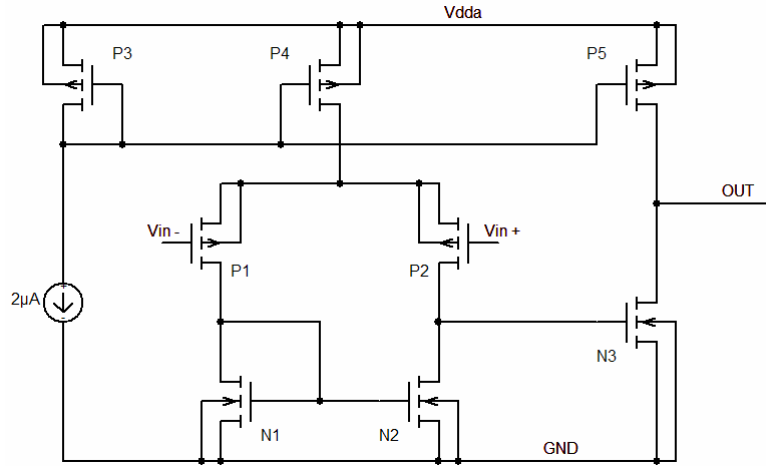 Vdda
P3
P4
P5
OUT
Vin -
Vin +
P1
P2
2µA
+
-
N3
N1
N2
GND